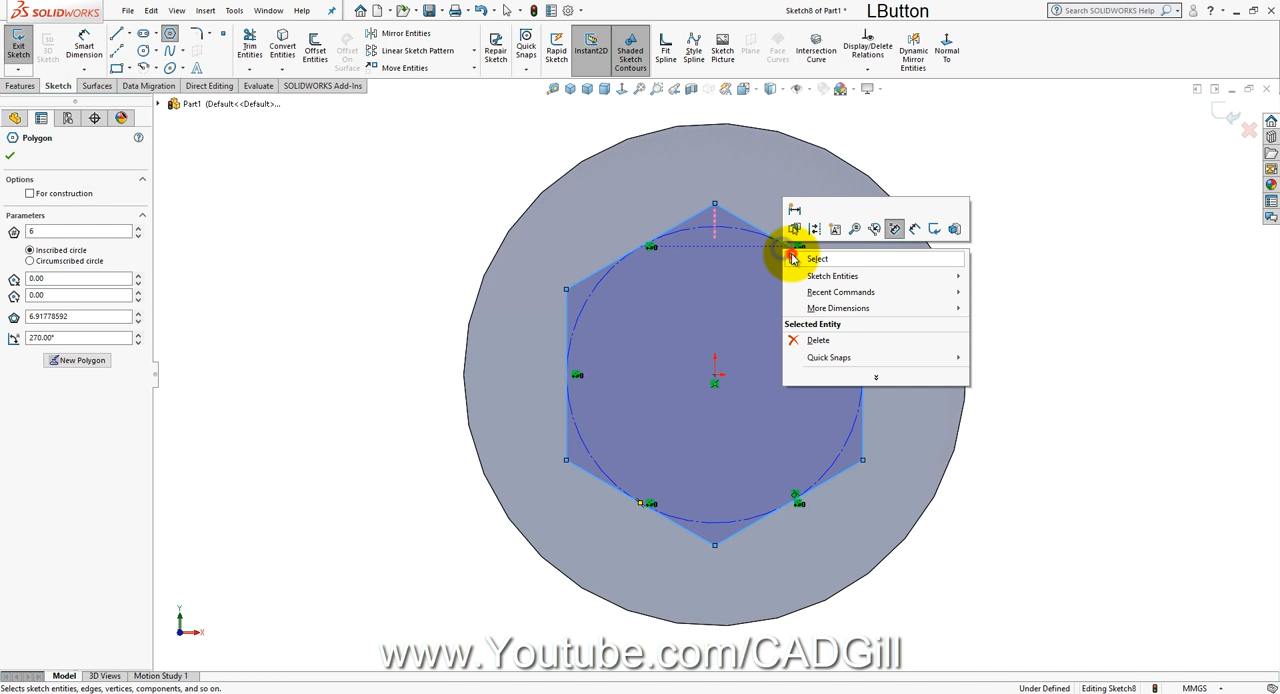 SOLIDWORKS
File Edit View Insert Tools Window Help
Sketch8 of Part1 *
LButton
Search SOLIDWORKS Help
Exit Sketch
3D Sketch
Smart Dimension
Trim Entities
Convert Entities
Offset Entities
Offset On Surface
Mirror Entities
Linear Sketch Pattern
Move Entities
Repair Sketch
Quick Snaps
Rapid Sketch
Instant2D
Shaded Sketch Contours
Fit Spline
Style Spline
Sketch Picture
Plane
Face Curves
Intersection Curve
Display/Delete Relations
Dynamic Mirror Entities
Normal To
Features Sketch Surfaces Data Migration Direct Editing Evaluate SOLIDWORKS Add-Ins
Part1 (Default<<Default>...
Polygon
Options
For construction
Parameters
6
Inscribed circle
Circumscribed circle
0.00
0.00
6.91778592
270.00°
New Polygon
Select
Sketch Entities
Recent Commands
More Dimensions
Selected Entity
Delete
Quick Snaps
Y
X
www.Youtube.com/CADGill
Model 3D Views Motion Study 1
Selects sketch entities, edges, vertices, components, and so on.
Under Defined Editing Sketch8 MMGS